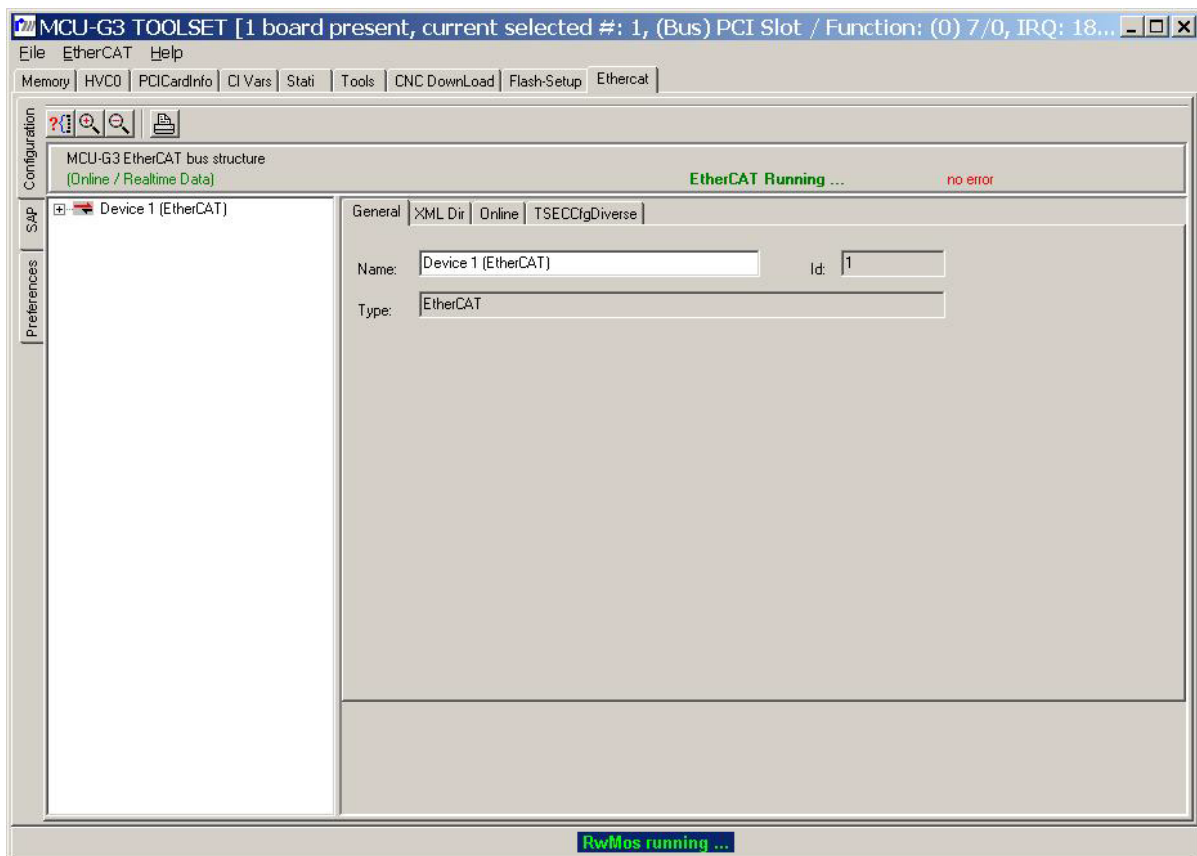 MCU-G3 TOOLSET [1 board present, current selected #: 1, (Bus) PCI Slot / Function: (0) 7/0, IRQ: 18...
File EtherCAT Help
Memory HVC0 PCICardInfo CI Vars Stati Tools CNC DownLoad Flash-Setup Ethercat
Configuration
SAP
Preferences
MCU-G3 EtherCAT bus structure
(Online / Realtime Data) EtherCAT Running ... no error
Device 1 (EtherCAT)
General XML Dir Online TSECCfgDiverse
Name: Device 1 (EtherCAT) Id: 1
Type: EtherCAT
RwMos running ...